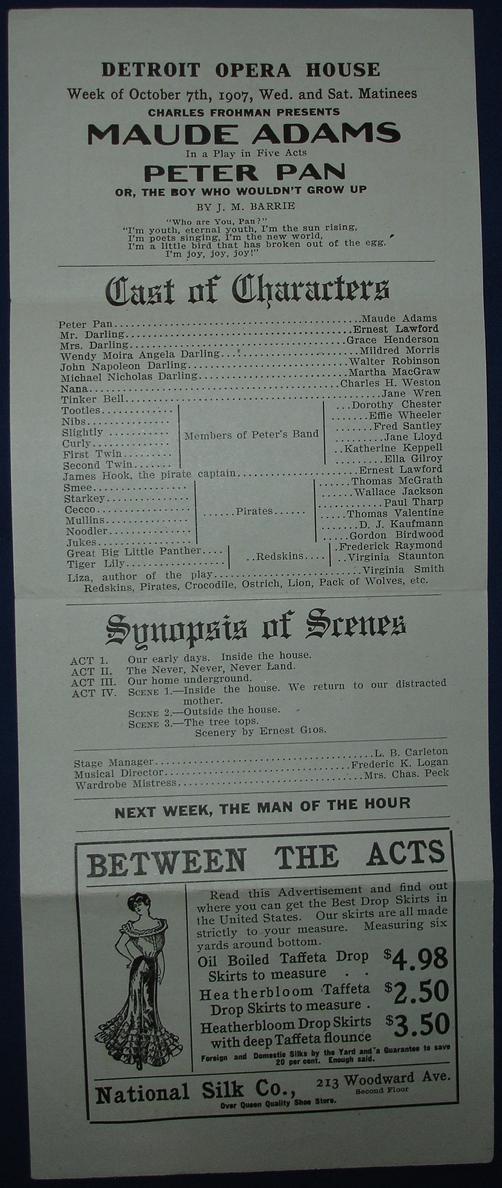 DETROIT OPERA HOUSE
Week of October 7th, 1907, Wed. and Sat. Matinees
CHARLES FROHMAN PRESENTS
MAUDE ADAMS
In a Play in Five Acts
PETER PAN
OR, THE BOY WHO WOULDN'T GROW UP
BY J. M. BARRIE
"Who are You, Pan?"
"I'm youth, eternal youth, I'm the sun rising,
I'm poets singing, I'm the new world,
I'm a little bird that has broken out of the egg.
I'm joy, joy, joy!"
Cast of Characters
Peter Pan..............................Maude Adams
Mr. Darling..............................Ernest Lawford
Mrs. Darling..............................Grace Henderson
Wendy Moira Angela Darling....................Mildred Morris
John Napoleon Darling....................Walter Robinson
Michael Nicholas Darling....................Martha MacGraw
Nana..............................Charles H. Weston
Tinker Bell..............................Jane Wren
Tootles............ ...Dorothy Chester
Nibs............ ....Effie Wheeler
Slightly............ ....Fred Santley
Curly............ Members of Peter's Band ......Jane Lloyd
First Twin........ ..Katherine Keppell
Second Twin....... ......Ella Gilroy
James Hook, the pirate captain....................Ernest Lawford
Smee............ ......Thomas McGrath
Starkey............ ......Wallace Jackson
Cecco............ ......Paul Tharp
Mullins............ ......Pirates...... ....Thomas Valentine
Noodler............ ......D. J. Kaufmann
Jukes............ .....Gordon Birdwood
Great Big Little Panther.... ..Redskins.... .Frederick Raymond
Tiger Lily............ ..Virginia Staunton
Liza, author of the play....................Virginia Smith
Redskins, Pirates, Crocodile, Ostrich, Lion, Pack of Wolves, etc.
Synopsis of Scenes
ACT I. Our early days. Inside the house.
ACT II. The Never, Never, Never Land.
ACT III. Our home underground.
ACT IV. SCENE 1.—Inside the house. We return to our distracted
mother.
SCENE 2.—Outside the house.
SCENE 3.—The tree tops.
Scenery by Ernest Gros.
Stage Manager..............................L. B. Carleton
Musical Director..............................Frederic K. Logan
Wardrobe Mistress..............................Mrs. Chas. Peck
NEXT WEEK, THE MAN OF THE HOUR
BETWEEN THE ACTS
Read this Advertisement and find out
where you can get the Best Drop Skirts in
the United States. Our skirts are all made
strictly to your measure. Measuring six
yards around bottom.
Oil Boiled Taffeta Drop
Skirts to measure . . $4.98
Heatherbloom Taffeta
Drop Skirts to measure . $2.50
Heatherbloom Drop Skirts
with deep Taffeta flounce $3.50
Foreign and Domestic Silks by the Yard and a Guarantee to save
20 per cent. Enough said.
National Silk Co., 213 Woodward Ave.
Second Floor
Over Queen Quality Shoe Store.